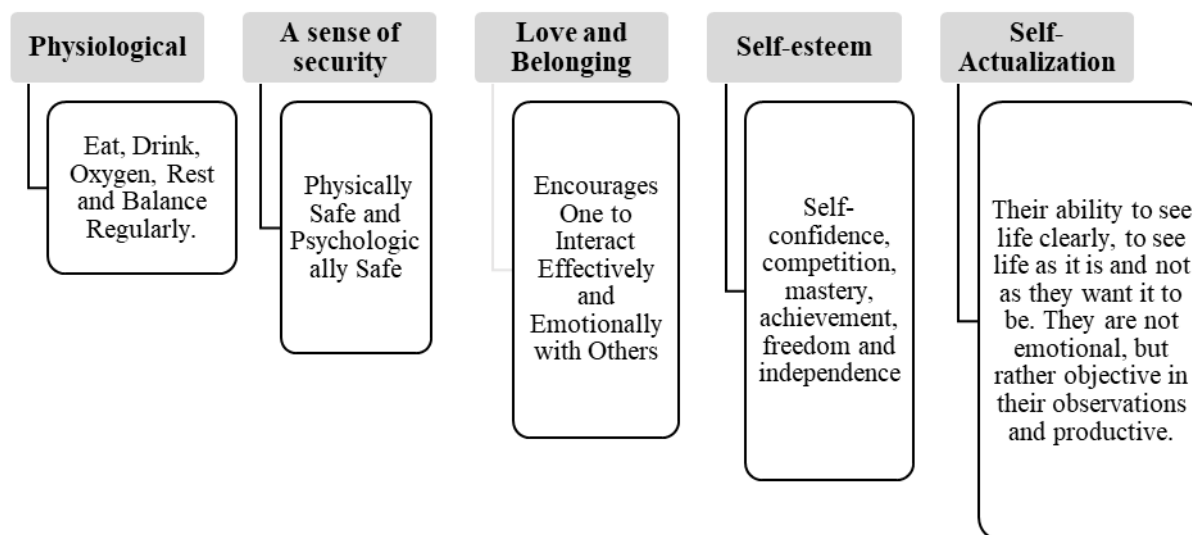 Physiological
Eat, Drink,
Oxygen, Rest
and Balance
Regularly.
A sense of
security
Physically
Safe and
Psychologic
ally Safe
Love and
Belonging
Encourages
One to
Interact
Effectively
and
Emotionally
with Others
Self-esteem
Self-
confidence,
competition,
mastery,
achievement,
freedom and
independence
Self-
Actualization
Their ability to see
life clearly, to see
life as it is and not
as they want it to
be. They are not
emotional, but
rather objective in
their observations
and productive.